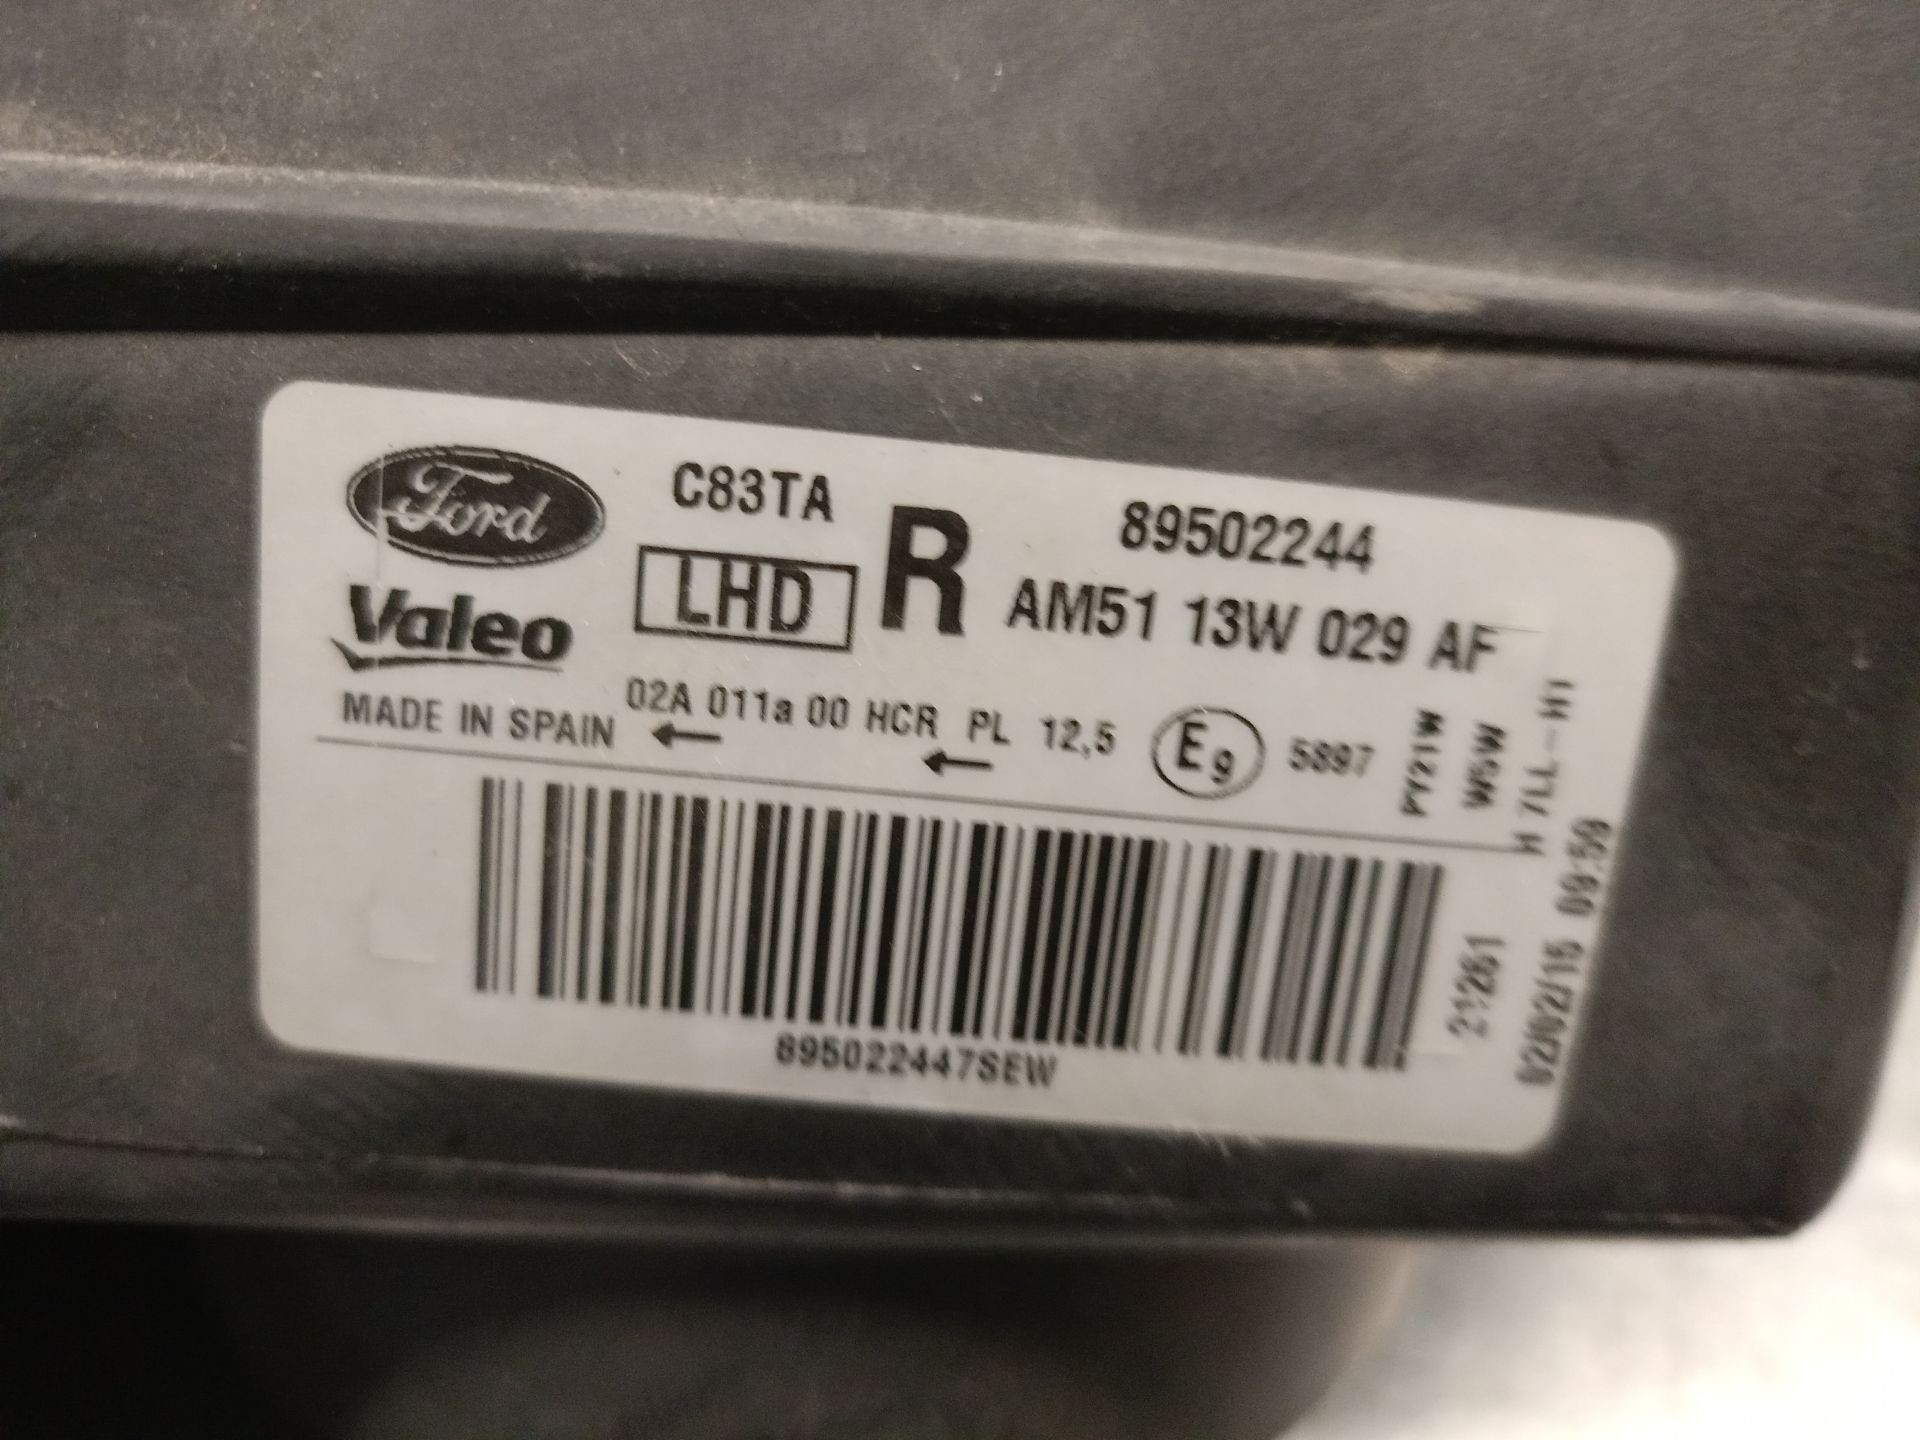 Ford
C83TA
89502244
Valeo
LHD
R
AM51 13W 029 AF
MADE IN SPAIN
02A 011a 00 HCR PL 12,5
E9
5897
PY21W
W5W
H 7LL-H1
895022447SEW
21261
02/02/15 09:59